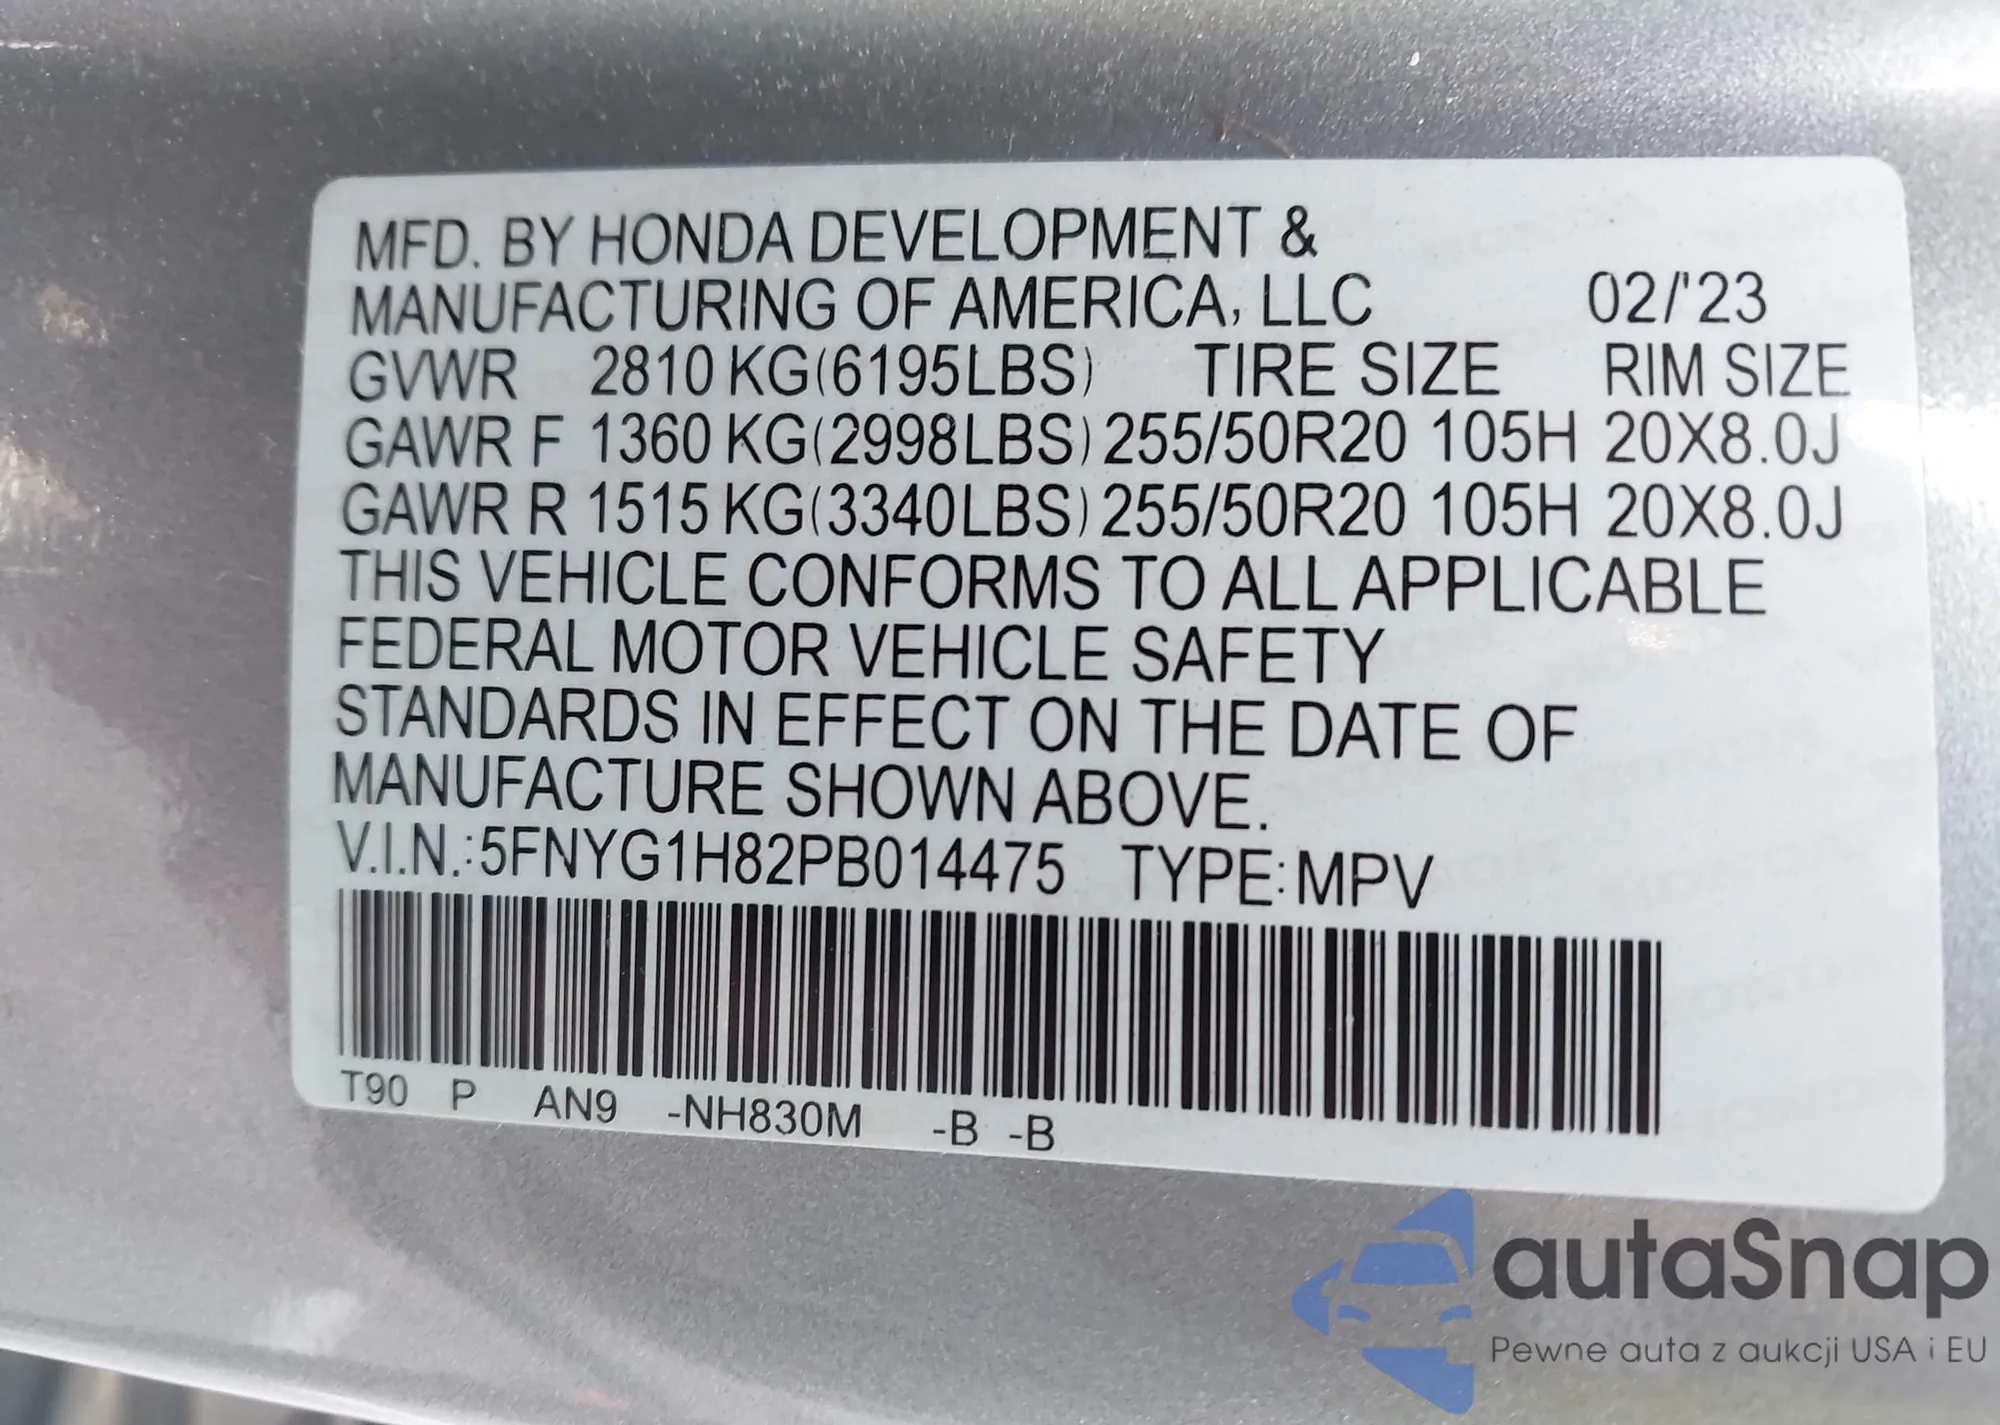 MFD. BY HONDA DEVELOPMENT &
MANUFACTURING OF AMERICA, LLC 02/'23
GVWR 2810 KG(6195LBS) TIRE SIZE RIM SIZE
GAWR F 1360 KG(2998LBS) 255/50R20 105H 20X8.0J
GAWR R 1515 KG(3340LBS) 255/50R20 105H 20X8.0J
THIS VEHICLE CONFORMS TO ALL APPLICABLE
FEDERAL MOTOR VEHICLE SAFETY
STANDARDS IN EFFECT ON THE DATE OF
MANUFACTURE SHOWN ABOVE.
V.I.N.:5FNYG1H82PB014475 TYPE:MPV
T90 P AN9 -NH830M -B -B
autaSnap
Pewne auta z aukcji USA i EU